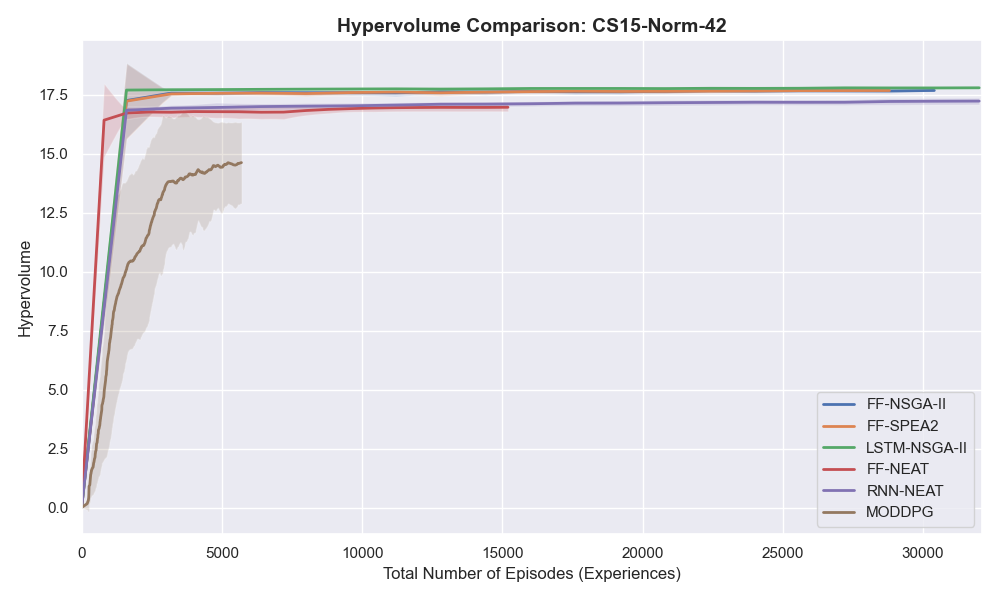 Hypervolume Comparison: CS15-Norm-42
17.5
15.0
12.5
10.0
7.5
5.0
2.5
0.0
Hypervolume
0 5000 10000 15000 20000 25000 30000
Total Number of Episodes (Experiences)
FF-NSGA-II
FF-SPEA2
LSTM-NSGA-II
FF-NEAT
RNN-NEAT
MODDPG